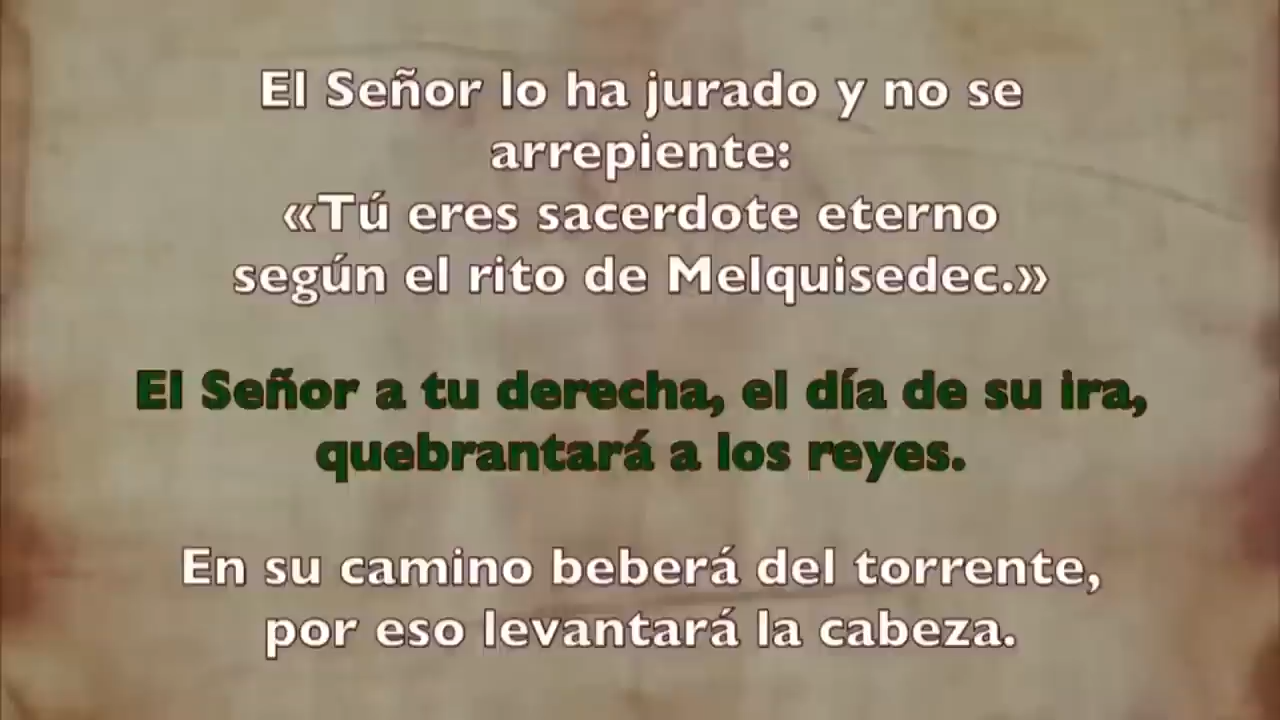 El Señor lo ha jurado y no se
arrepiente:
«Tú eres sacerdote eterno
según el rito de Melquisedec.»
El Señor a tu derecha, el día de su ira,
quebrantará a los reyes.
En su camino beberá del torrente,
por eso levantará la cabeza.